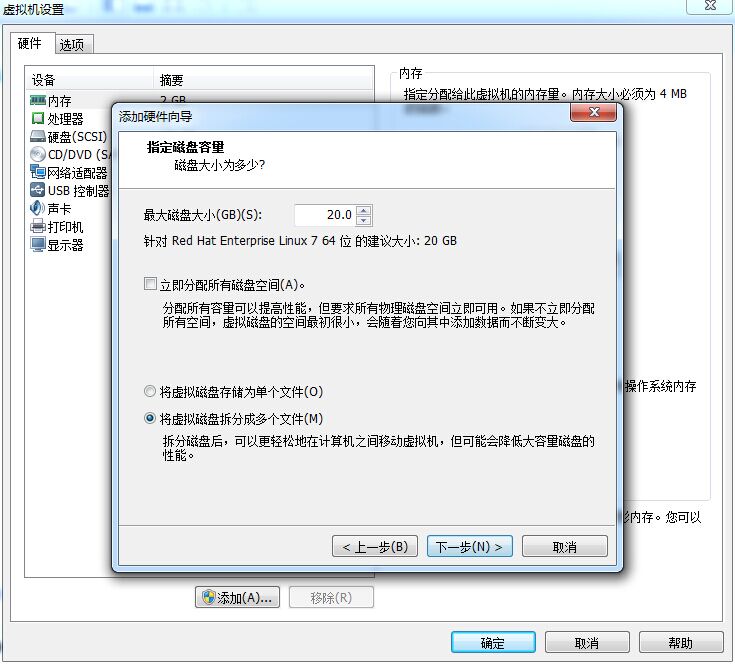 虚拟机设置
硬件 选项
设备 摘要
内存 2 GB
处理器
硬盘(SCSI)
CD/DVD (SA
网络适配器
USB 控制器
声卡
打印机
显示器
内存
指定分配给此虚拟机的内存量。内存大小必须为 4 MB
添加硬件向导
指定磁盘容量
磁盘大小为多少?
最大磁盘大小(GB)(S): 20.0
针对 Red Hat Enterprise Linux 7 64 位 的建议大小: 20 GB
立即分配所有磁盘空间(A)。
分配所有容量可以提高性能，但要求所有物理磁盘空间立即可用。如果不立即分配
所有空间，虚拟磁盘的空间最初很小，会随着您向其中添加数据而不断变大。
将虚拟磁盘存储为单个文件(O)
将虚拟磁盘拆分成多个文件(M)
拆分磁盘后，可以更轻松地在计算机之间移动虚拟机，但可能会降低大容量磁盘的
性能。
< 上一步(B) 下一步(N) > 取消
操作系统内存
内存。您可以
添加(A)... 移除(R)
确定 取消 帮助